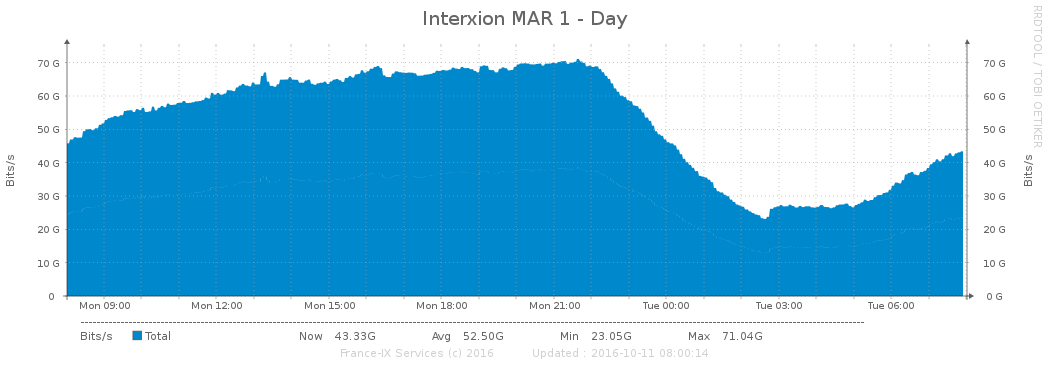 Interxion MAR 1 - Day
RRDTOOL / TOBI OETIKER
70 G 70 G
60 G 60 G
50 G 50 G
40 G 40 G
30 G 30 G
20 G 20 G
10 G 10 G
0 0 G
Bits/s Bits/s
Mon 09:00 Mon 12:00 Mon 15:00 Mon 18:00 Mon 21:00 Tue 00:00 Tue 03:00 Tue 06:00
Bits/s Total Now 43.33G Avg 52.50G Min 23.05G Max 71.04G
France-IX Services (c) 2016 Updated : 2016-10-11 08:00:14